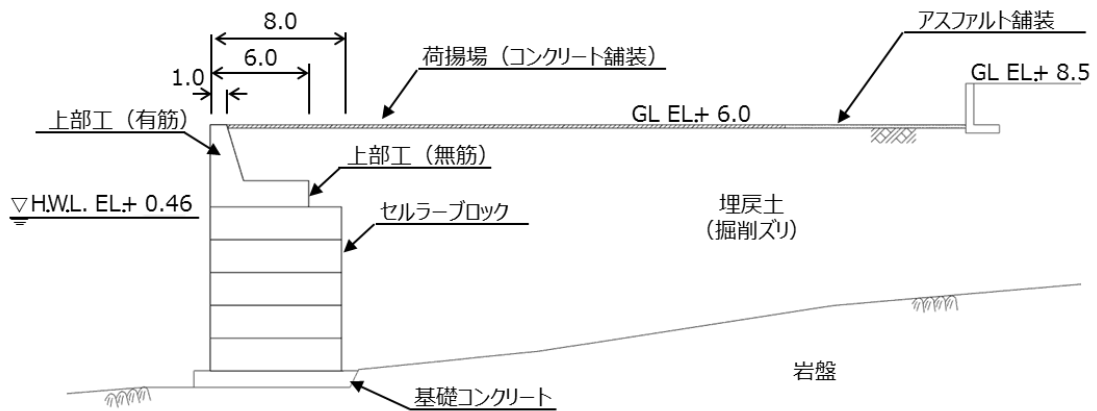 8.0
アスファルト舗装
6.0
荷揚場（コンクリート舗装）
GL EL.+ 8.5
1.0
GL EL.+ 6.0
上部工（有筋）
上部工（無筋）
▽H.W.L. EL.+ 0.46
セルラーブロック
埋戻土
（掘削ズリ）
岩盤
基礎コンクリート